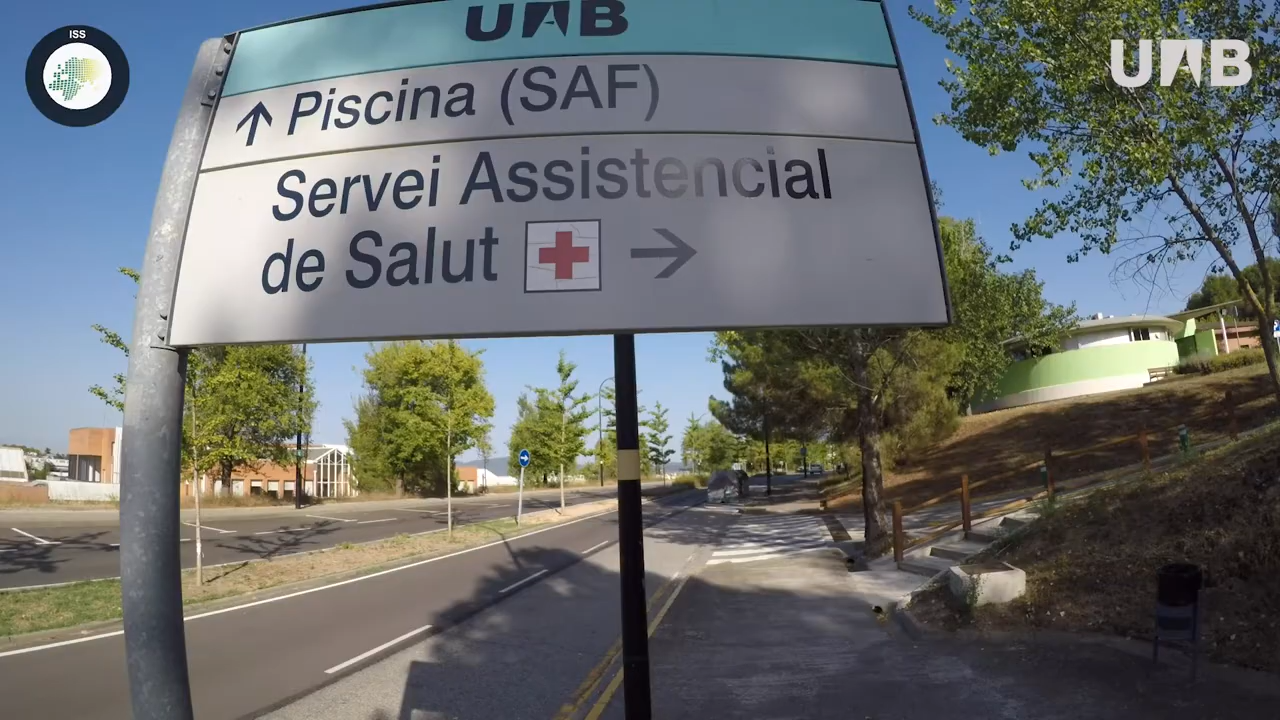 ISS
UAB
UAB
↑ Piscina (SAF)
Servei Assistencial
de Salut →